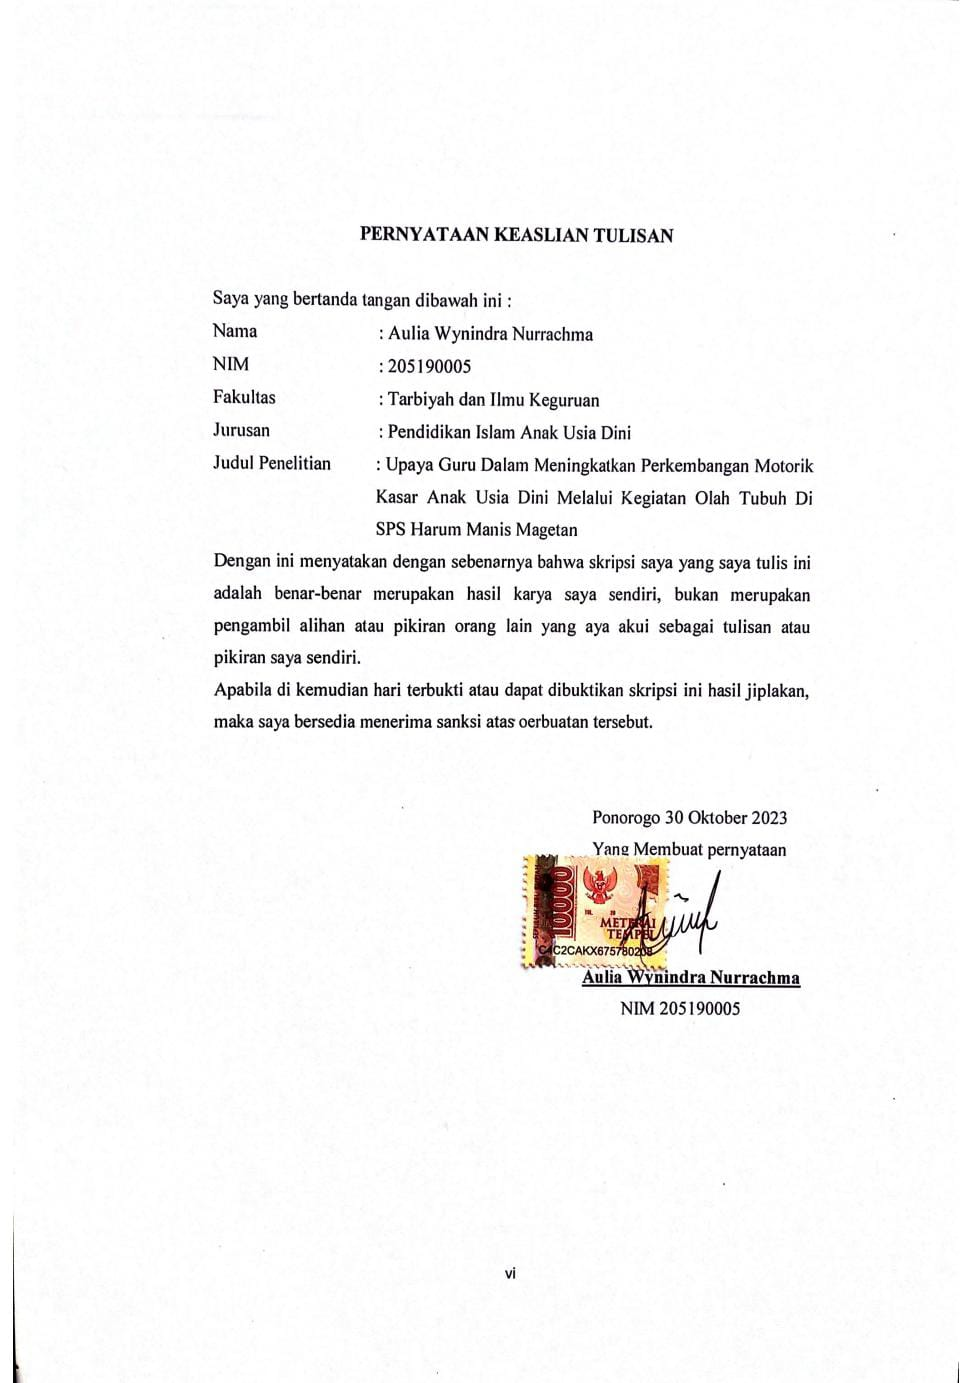 PERNYATAAN KEASLIAN TULISAN
Saya yang bertanda tangan dibawah ini :
Nama : Aulia Wynindra Nurrachma
NIM : 205190005
Fakultas : Tarbiyah dan Ilmu Keguruan
Jurusan : Pendidikan Islam Anak Usia Dini
Judul Penelitian : Upaya Guru Dalam Meningkatkan Perkembangan Motorik
Kasar Anak Usia Dini Melalui Kegiatan Olah Tubuh Di
SPS Harum Manis Magetan
Dengan ini menyatakan dengan sebenarnya bahwa skripsi saya yang saya tulis ini
adalah benar-benar merupakan hasil karya saya sendiri, bukan merupakan
pengambil alihan atau pikiran orang lain yang aya akui sebagai tulisan atau
pikiran saya sendiri.
Apabila di kemudian hari terbukti atau dapat dibuktikan skripsi ini hasil jiplakan,
maka saya bersedia menerima sanksi atas oerbuatan tersebut.
Ponorogo 30 Oktober 2023
Yang Membuat pernyataan
10000
METERAI
TEMPEL
C4C2CAKX675780208
Aulia Wynindra Nurrachma
NIM 205190005
vi